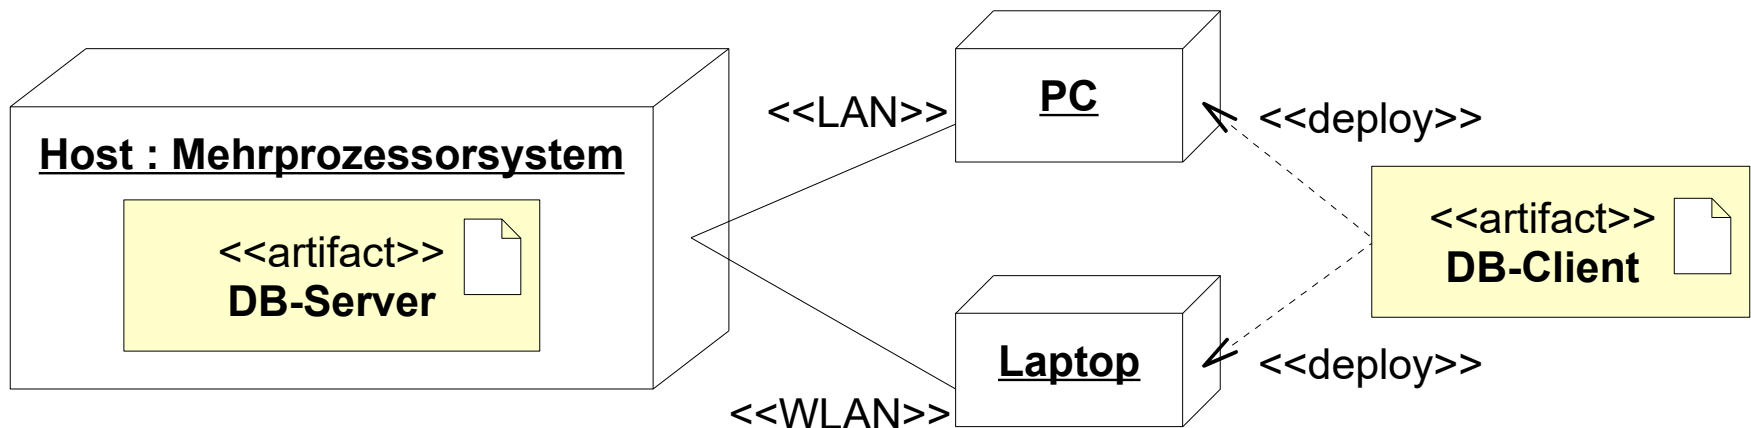 Host : Mehrprozessorsystem
<<artifact>>
DB-Server
<<LAN>>
PC
<<deploy>>
<<artifact>>
DB-Client
<<WLAN>>
Laptop
<<deploy>>